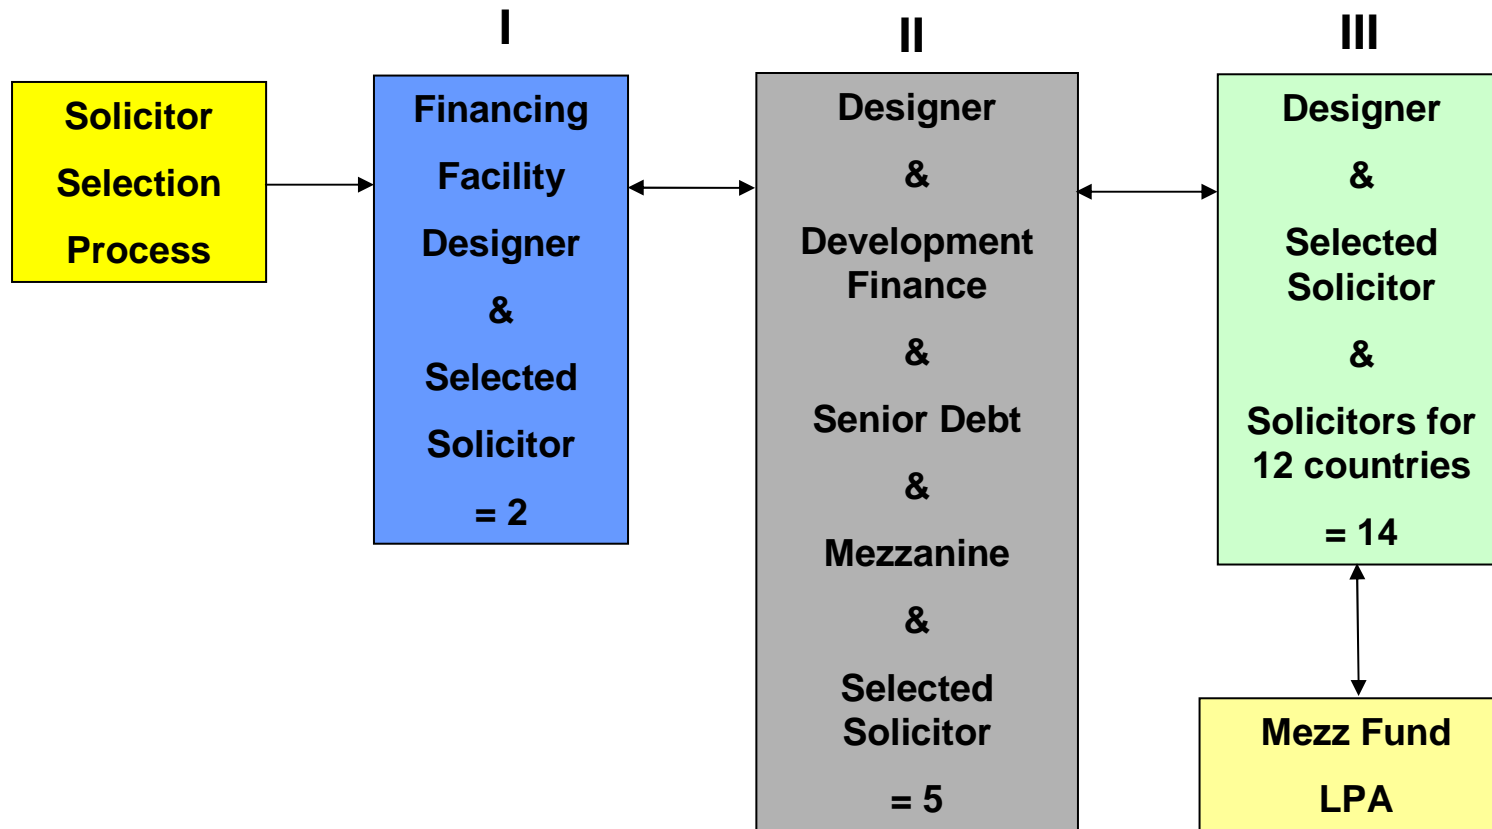 I
II
III
Solicitor
Selection
Process
Financing
Facility
Designer
&
Selected
Solicitor
= 2
Designer
&
Development
Finance
&
Senior Debt
&
Mezzanine
&
Selected
Solicitor
= 5
Designer
&
Selected
Solicitor
&
Solicitors for
12 countries
= 14
Mezz Fund
LPA